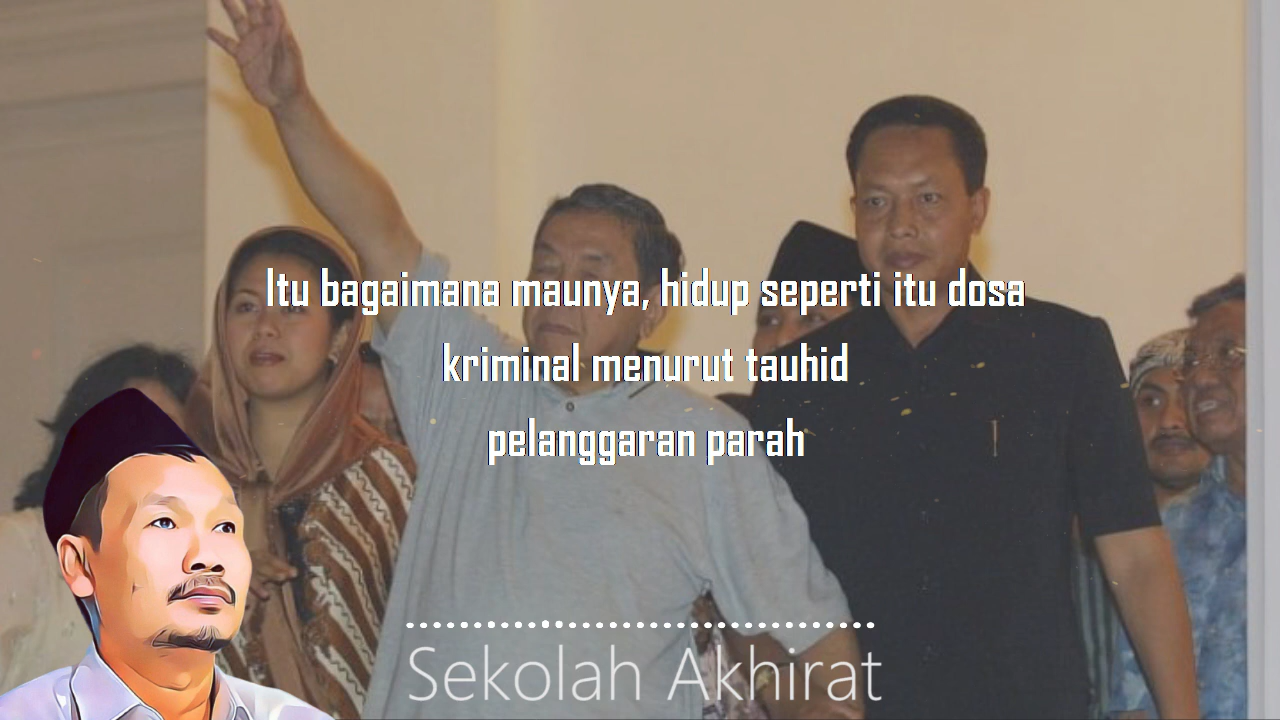 Itu bagaimana maunya, hidup seperti itu dosa
kriminal menurut tauhid
pelanggaran parah
Sekolah Akhirat